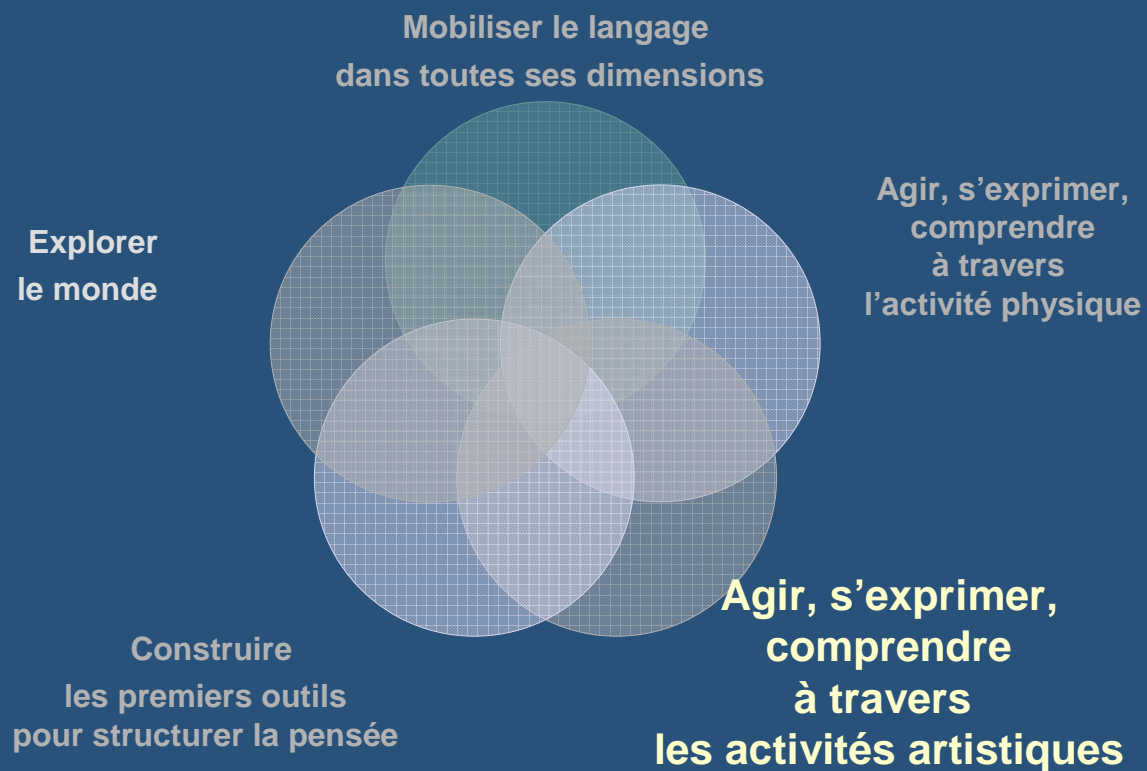 Mobiliser le langage
dans toutes ses dimensions
Agir, s’exprimer,
comprendre
à travers
l’activité physique
Explorer
le monde
Agir, s’exprimer,
comprendre
à travers
les activités artistiques
Construire
les premiers outils
pour structurer la pensée